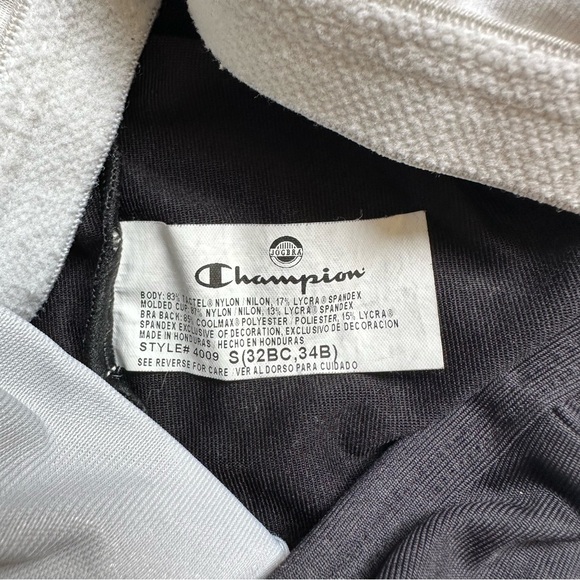 JOGBRA
Champion
BODY: 83% TACTEL® NYLON / NILON, 17% LYCRA® SPANDEX
MOLDED CUP: 87% NYLON / NILON, 13% LYCRA® SPANDEX
BRA BACK: 85% COOLMAX® POLYESTER / POLIESTER, 15% LYCRA®
SPANDEX EXCLUSIVE OF DECORATION, EXCLUSIVO DE DECORACION
MADE IN HONDURAS / HECHO EN HONDURAS
STYLE# 4009 S(32BC,34B)
SEE REVERSE FOR CARE / VER AL DORSO PARA CUIDADO